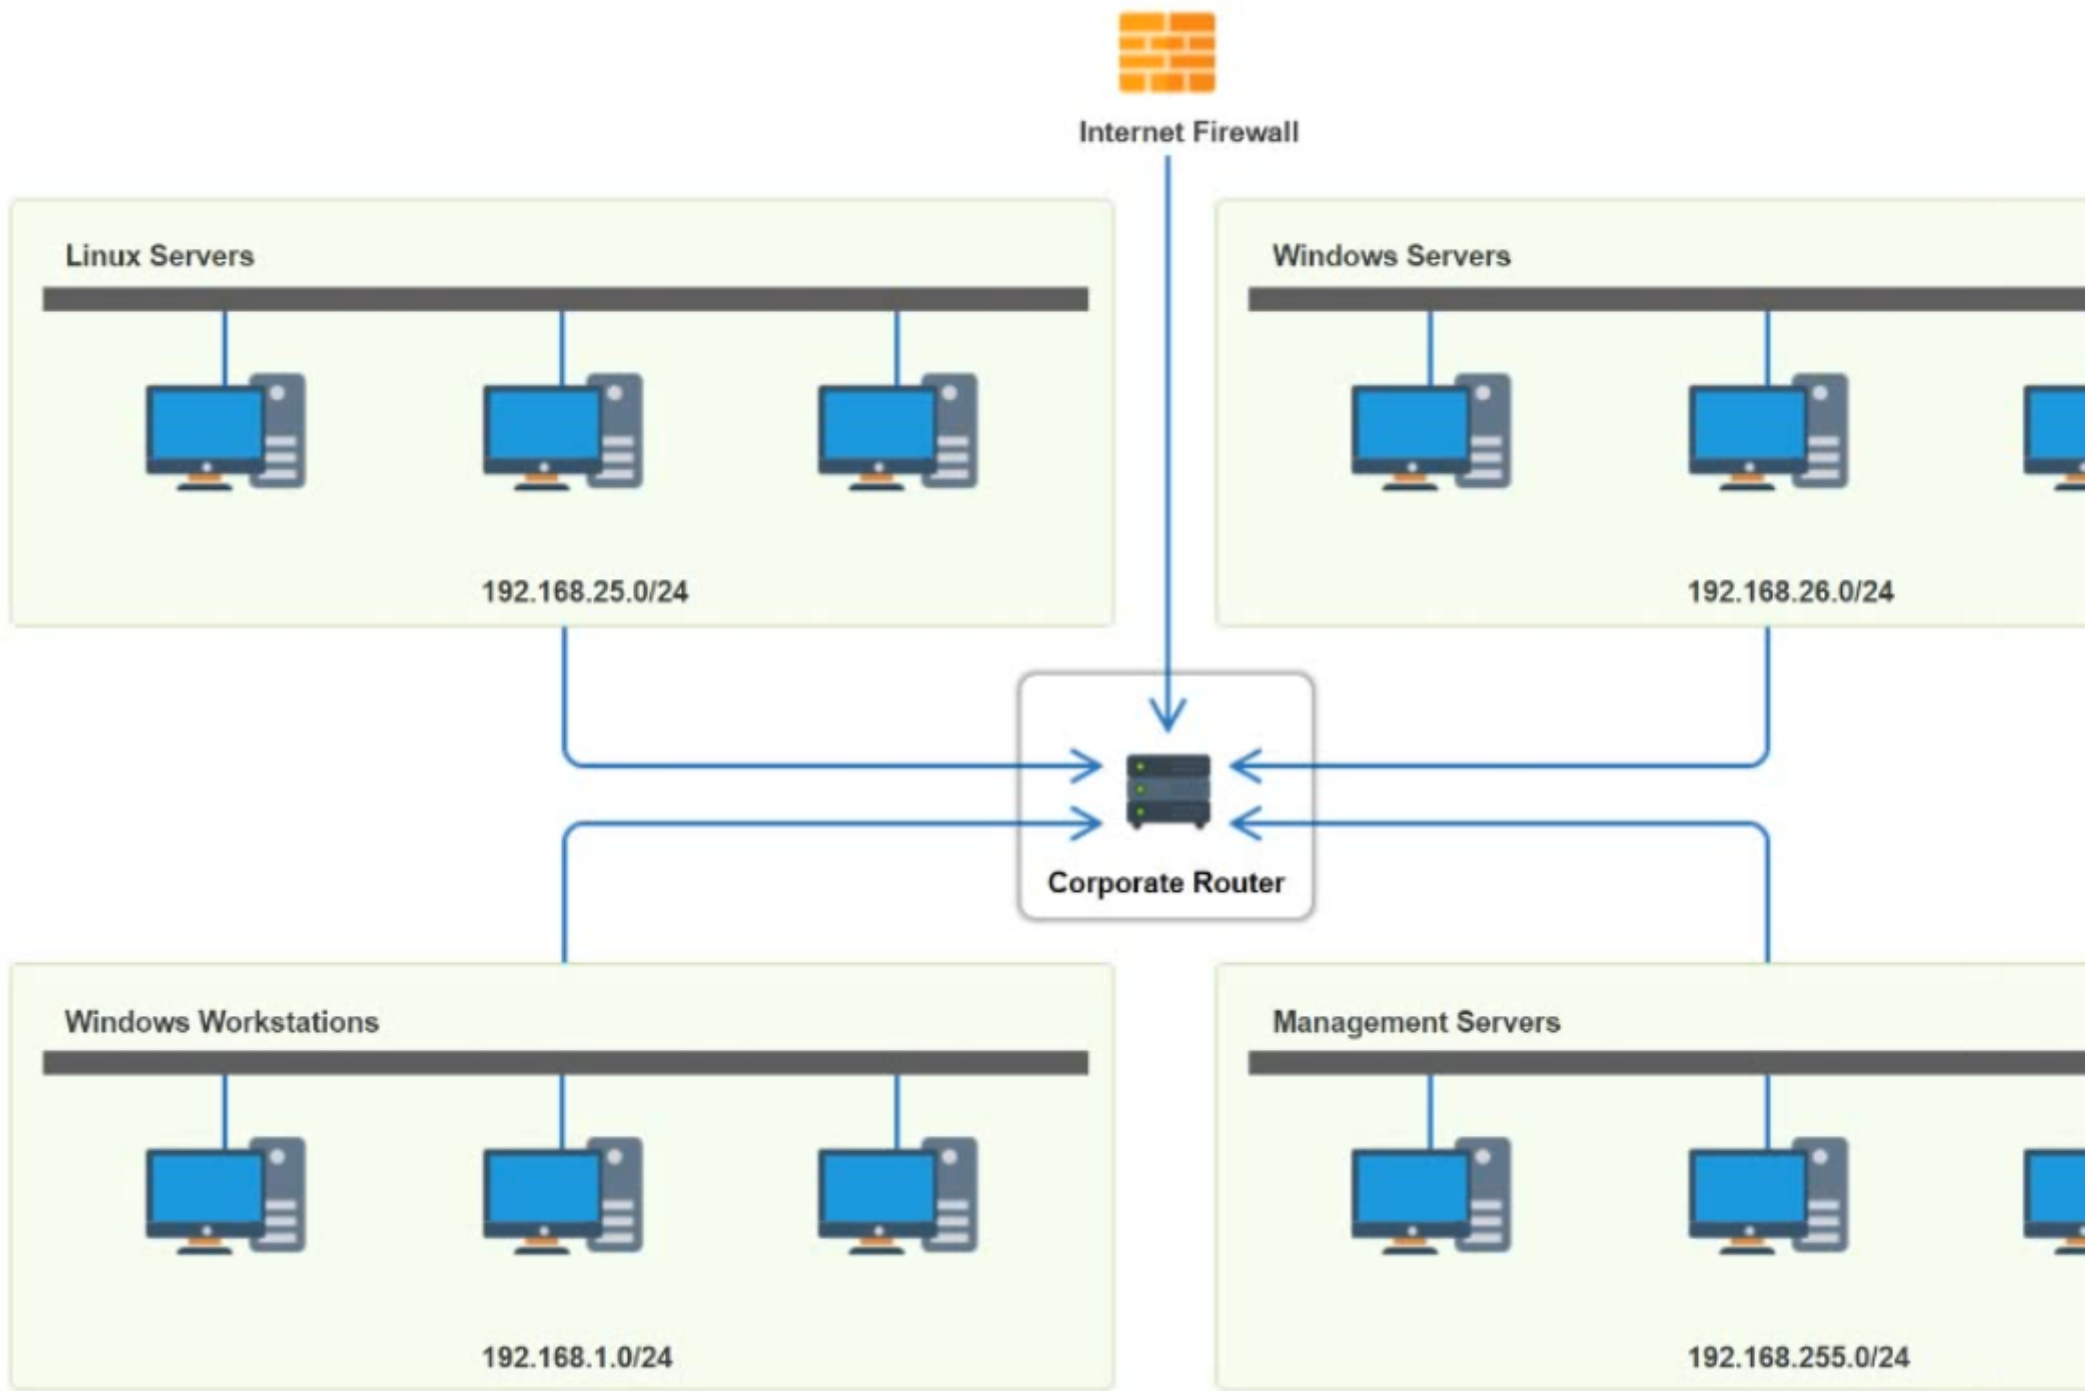 Internet Firewall
Linux Servers
Windows Servers
192.168.25.0/24
192.168.26.0/24
Corporate Router
Windows Workstations
Management Servers
192.168.1.0/24
192.168.255.0/24